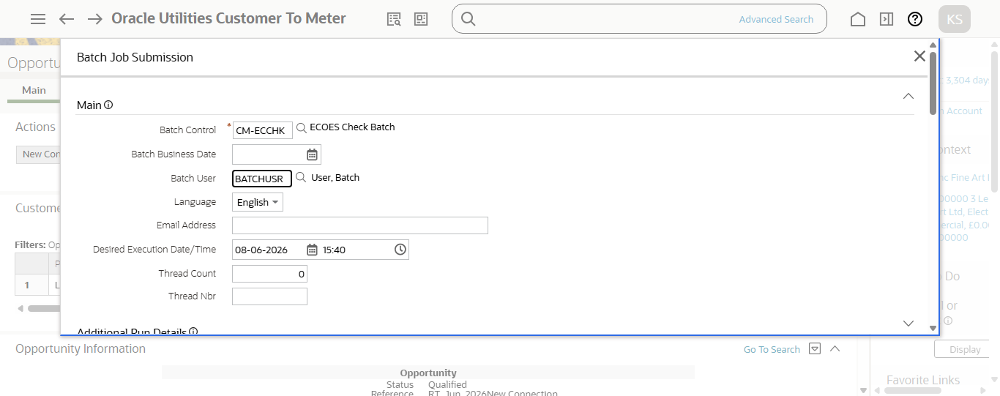 Oracle Utilities Customer To Meter
Advanced Search
KS
Opportu
Main
Actions
New Con
Custome
Filters: Op
1 L
Batch Job Submission
Main
Batch Control * CM-ECCHK ECOES Check Batch
Batch Business Date
Batch User BATCHUSR User, Batch
Language English
Email Address
Desired Execution Date/Time 08-06-2026 15:40
Thread Count 0
Thread Nbr
Additional Run Details
3,304 day
Account
ntext
nc Fine Art L
00000 3 Le
rt Ltd, Elect
ercial, £0.0
00000
Do
or
Display
Favorite Links
Opportunity Information
Go To Search
Opportunity
Status Qualified
Reference RT_Jun_2026New Connection